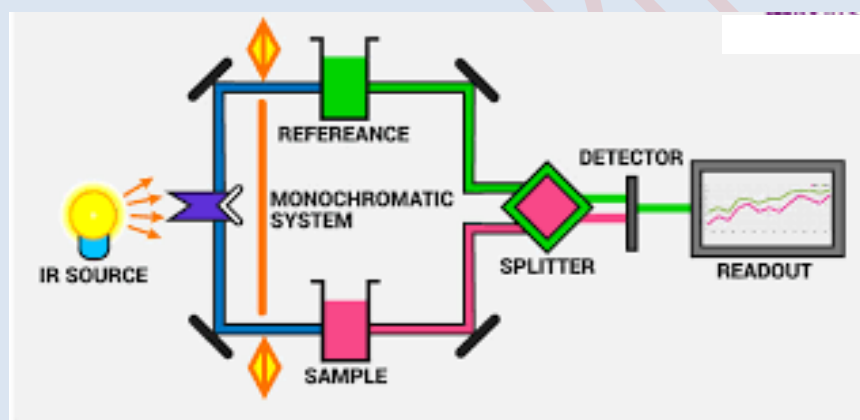 REFEREANCE
DETECTOR
MONOCHROMATIC
SYSTEM
IR SOURCE
SPLITTER
READOUT
SAMPLE